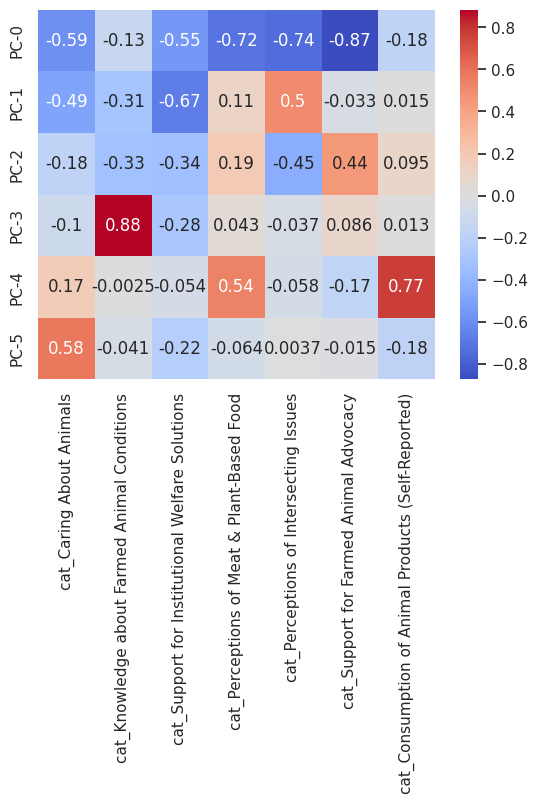 PC-0 -0.59 -0.13 -0.55 -0.72 -0.74 -0.87 -0.18
PC-1 -0.49 -0.31 -0.67 0.11 0.5 -0.033 0.015
PC-2 -0.18 -0.33 -0.34 0.19 -0.45 0.44 0.095
PC-3 -0.1 0.88 -0.28 0.043 -0.037 0.086 0.013
PC-4 0.17 -0.0025 -0.054 0.54 -0.058 -0.17 0.77
PC-5 0.58 -0.041 -0.22 -0.064 0.0037 -0.015 -0.18
cat_Caring About Animals
cat_Knowledge about Farmed Animal Conditions
cat_Support for Institutional Welfare Solutions
cat_Perceptions of Meat & Plant-Based Food
cat_Perceptions of Intersecting Issues
cat_Support for Farmed Animal Advocacy
cat_Consumption of Animal Products (Self-Reported)
0.8
0.6
0.4
0.2
0.0
−0.2
−0.4
−0.6
−0.8